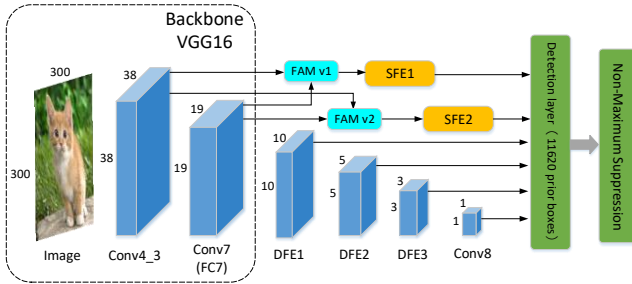 Backbone
VGG16
300
300
38
38
19
19
FAM v1
SFE1
FAM v2
SFE2
10
10
5
5
3
3
1
1
Image
Conv4_3
Conv7
(FC7)
DFE1
DFE2
DFE3
Conv8
Detection layer（11620 prior boxes）
Non-Maximum Suppression